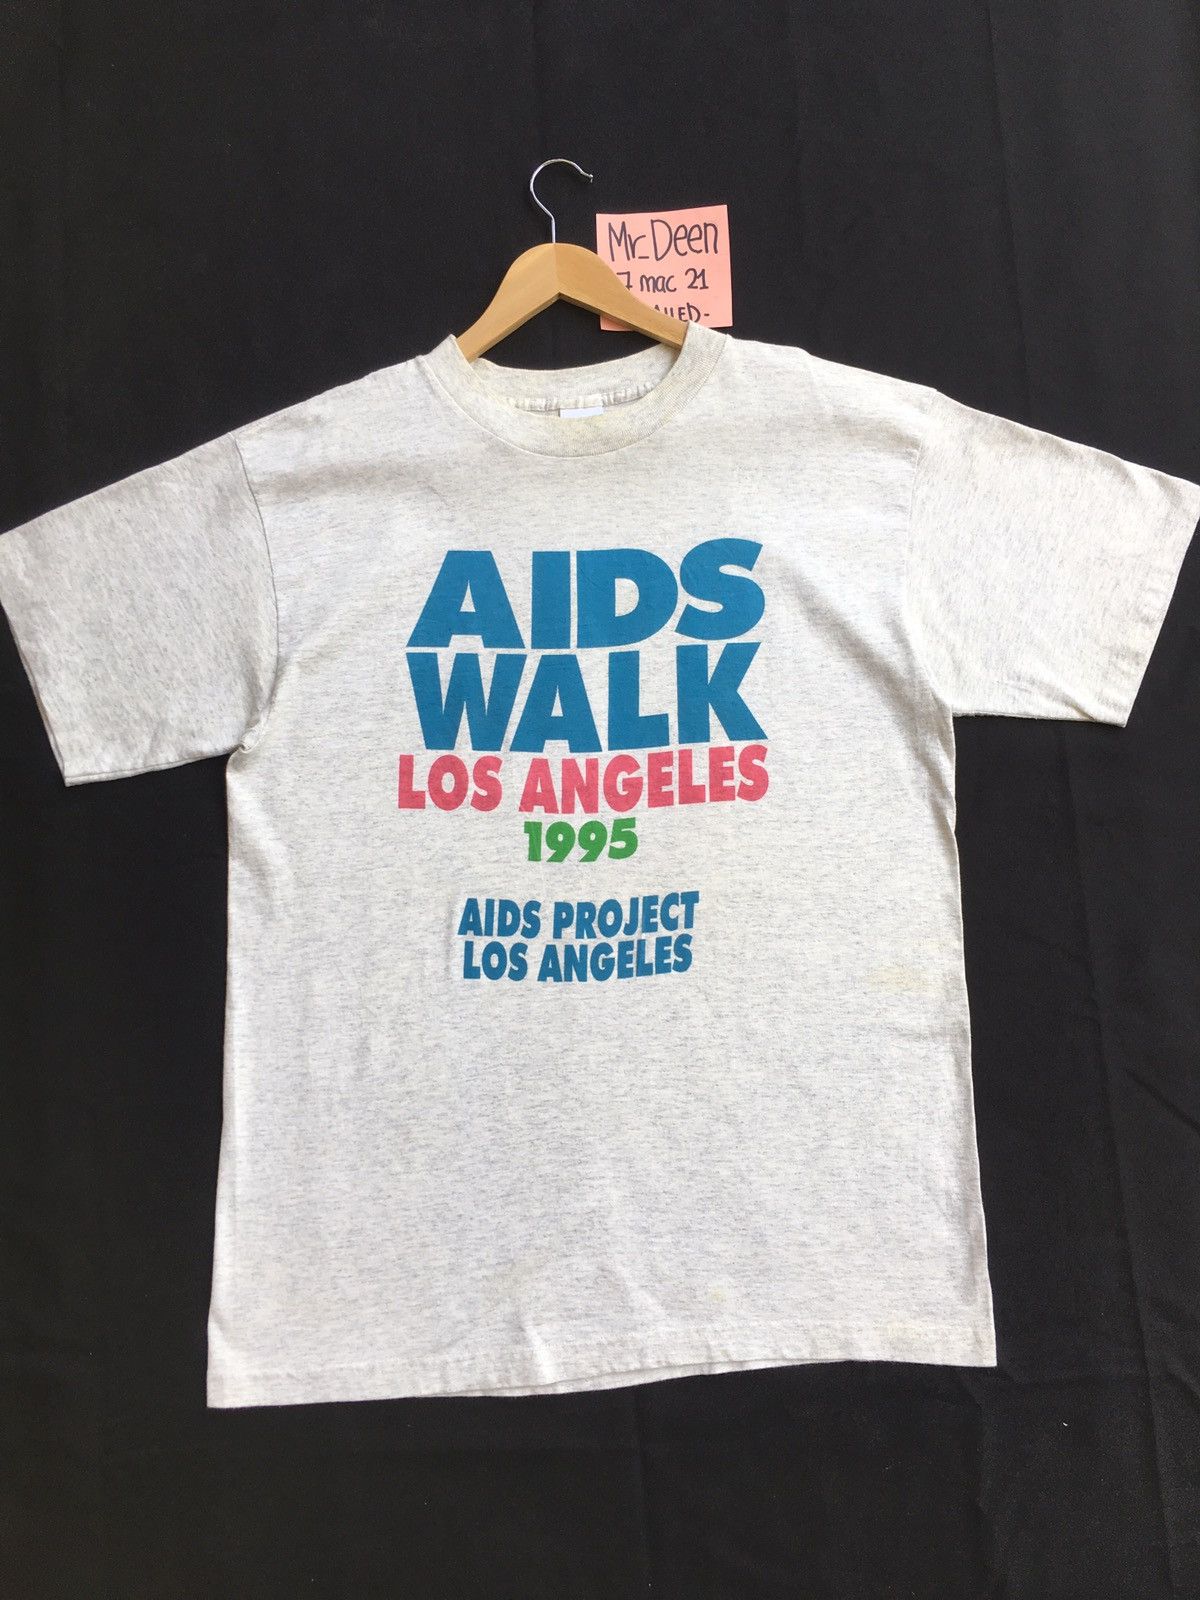 Mr_Deen
7 mac 21
AIDS
WALK
LOS ANGELES
1995
AIDS PROJECT
LOS ANGELES